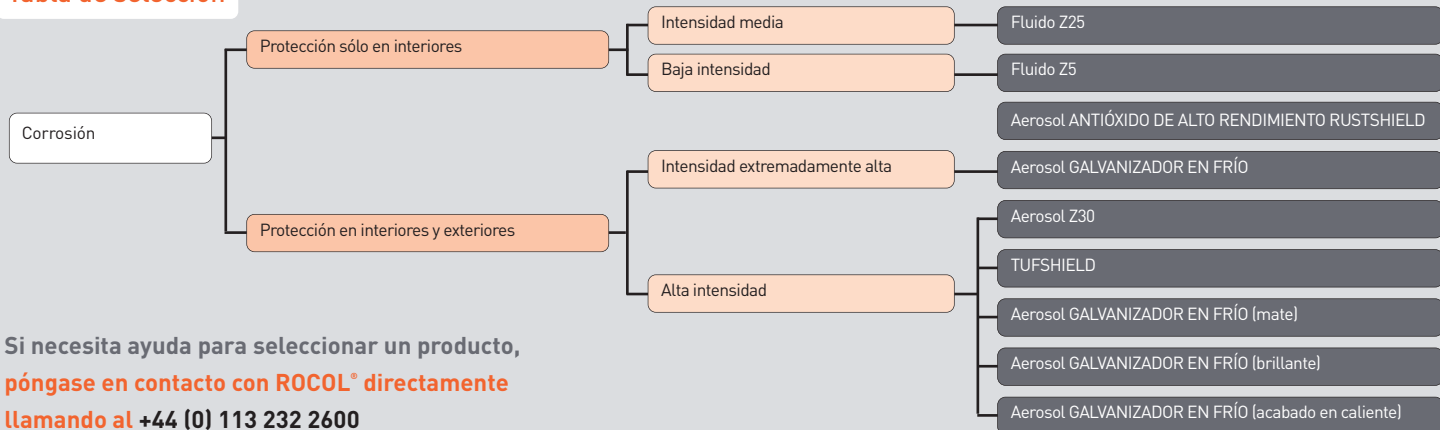 Tabla de Selección
Corrosión
Protección sólo en interiores
Intensidad media
Fluido Z25
Baja intensidad
Fluido Z5
Aerosol ANTIÓXIDO DE ALTO RENDIMIENTO RUSTSHIELD
Protección en interiores y exteriores
Intensidad extremadamente alta
Aerosol GALVANIZADOR EN FRÍO
Alta intensidad
Aerosol Z30
TUFSHIELD
Aerosol GALVANIZADOR EN FRÍO (mate)
Aerosol GALVANIZADOR EN FRÍO (brillante)
Aerosol GALVANIZADOR EN FRÍO (acabado en caliente)
Si necesita ayuda para seleccionar un producto,
póngase en contacto con ROCOL® directamente
llamando al +44 (0) 113 232 2600